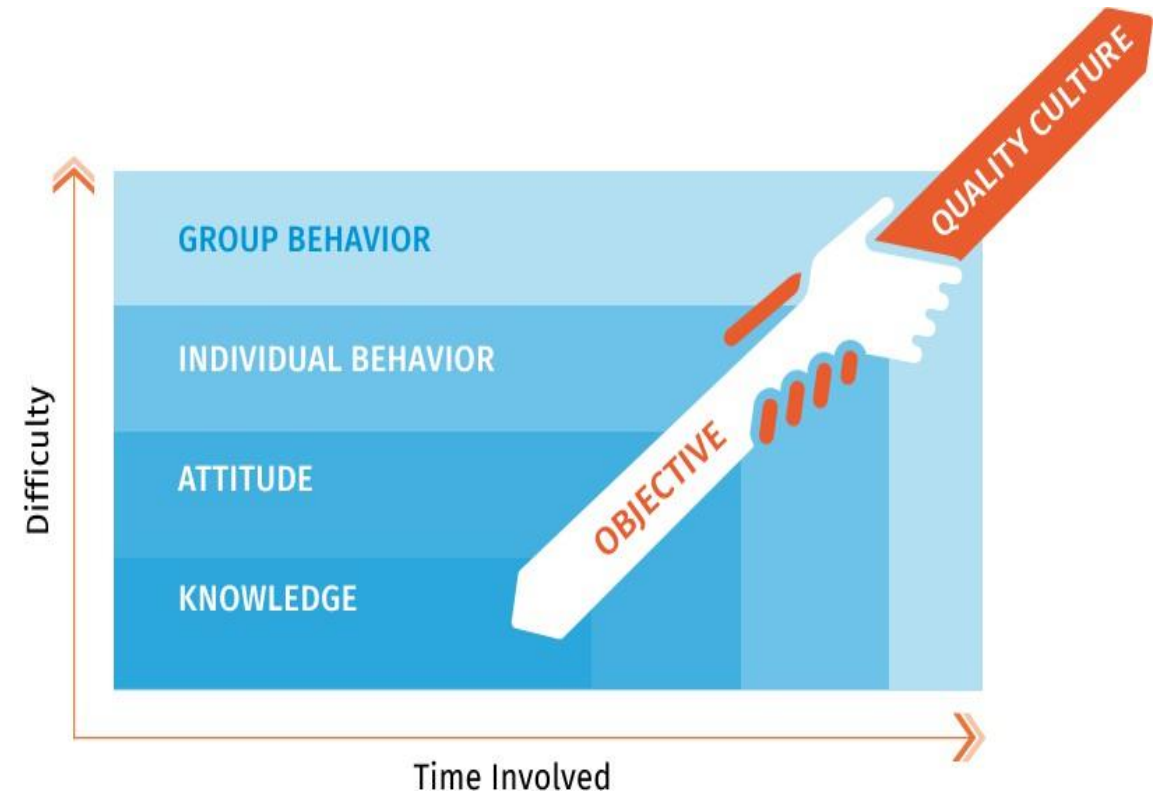 QUALITY CULTURE
GROUP BEHAVIOR
INDIVIDUAL BEHAVIOR
ATTITUDE
OBJECTIVE
KNOWLEDGE
Difficulty
Time Involved